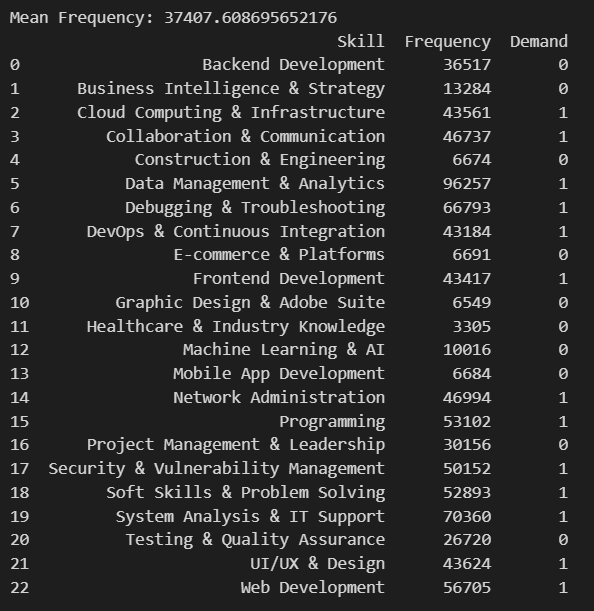 Mean Frequency: 37407.608695652176
Skill Frequency Demand
0 Backend Development 36517 0
1 Business Intelligence & Strategy 13284 0
2 Cloud Computing & Infrastructure 43561 1
3 Collaboration & Communication 46737 1
4 Construction & Engineering 6674 0
5 Data Management & Analytics 96257 1
6 Debugging & Troubleshooting 66793 1
7 DevOps & Continuous Integration 43184 1
8 E-commerce & Platforms 6691 0
9 Frontend Development 43417 1
10 Graphic Design & Adobe Suite 6549 0
11 Healthcare & Industry Knowledge 3305 0
12 Machine Learning & AI 10016 0
13 Mobile App Development 6684 0
14 Network Administration 46994 1
15 Programming 53102 1
16 Project Management & Leadership 30156 0
17 Security & Vulnerability Management 50152 1
18 Soft Skills & Problem Solving 52893 1
19 System Analysis & IT Support 70360 1
20 Testing & Quality Assurance 26720 0
21 UI/UX & Design 43624 1
22 Web Development 56705 1